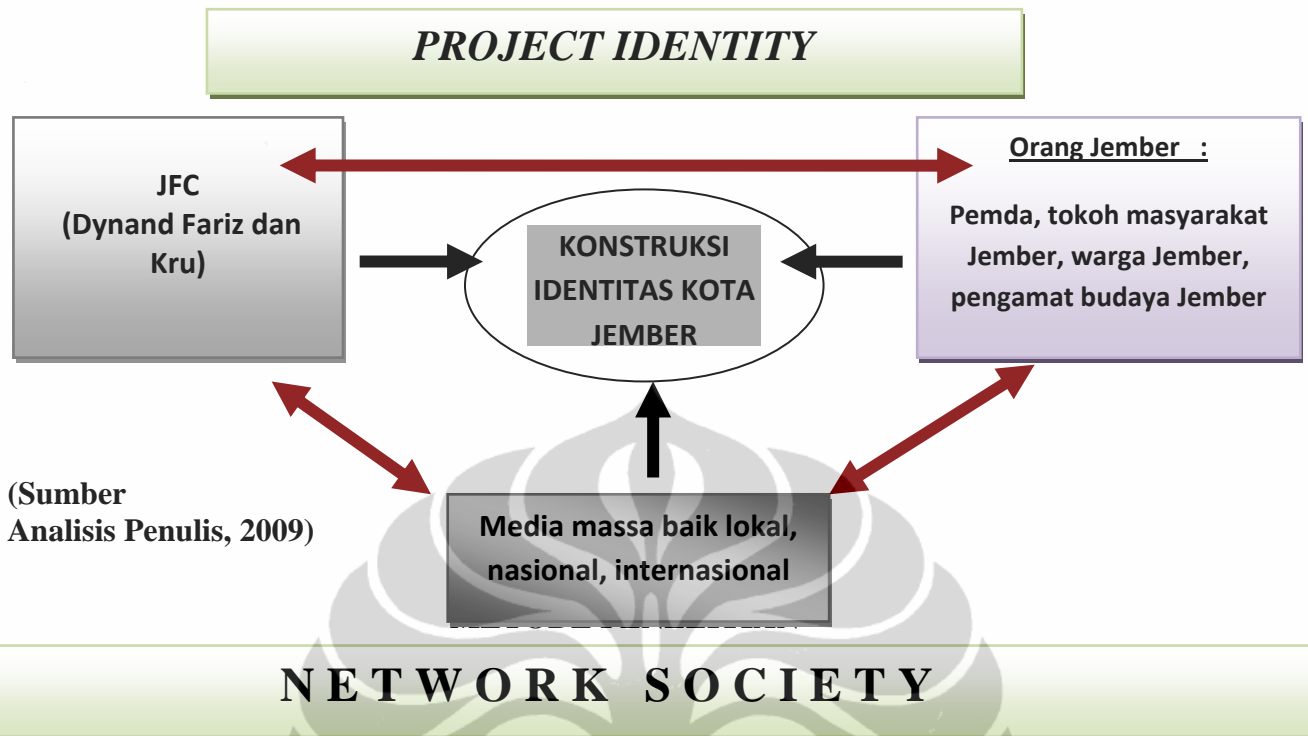 PROJECT IDENTITY
JFC
(Dynand Fariz dan
Kru)
Orang Jember :
Pemda, tokoh masyarakat
Jember, warga Jember,
pengamat budaya Jember
KONSTRUKSI
IDENTITAS KOTA
JEMBER
(Sumber
Analisis Penulis, 2009)
Media massa baik lokal,
nasional, internasional
NETWORK SOCIETY